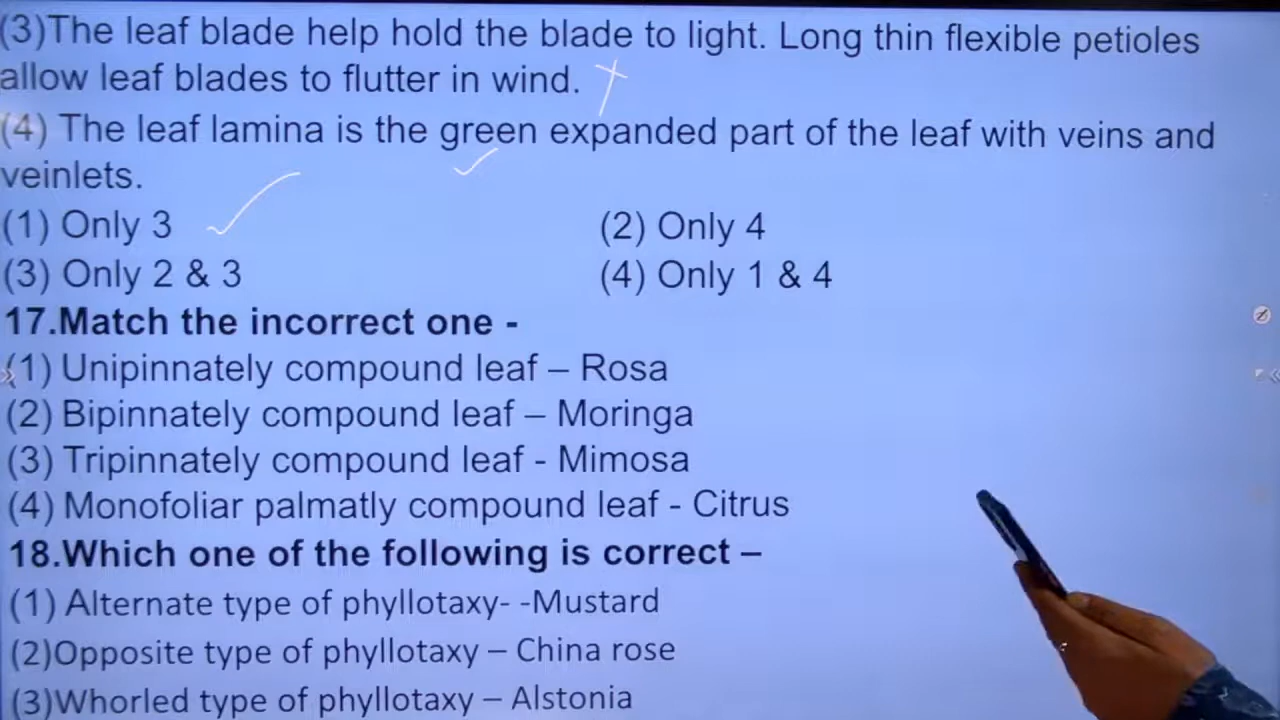 (3)The leaf blade help hold the blade to light. Long thin flexible petioles
allow leaf blades to flutter in wind.
(4) The leaf lamina is the green expanded part of the leaf with veins and
veinlets.
(1) Only 3 (2) Only 4
(3) Only 2 & 3 (4) Only 1 & 4
17.Match the incorrect one -
(1) Unipinnately compound leaf – Rosa
(2) Bipinnately compound leaf – Moringa
(3) Tripinnately compound leaf - Mimosa
(4) Monofoliar palmatly compound leaf - Citrus
18.Which one of the following is correct –
(1) Alternate type of phyllotaxy- -Mustard
(2)Opposite type of phyllotaxy – China rose
(3)Whorled type of phyllotaxy – Alstonia